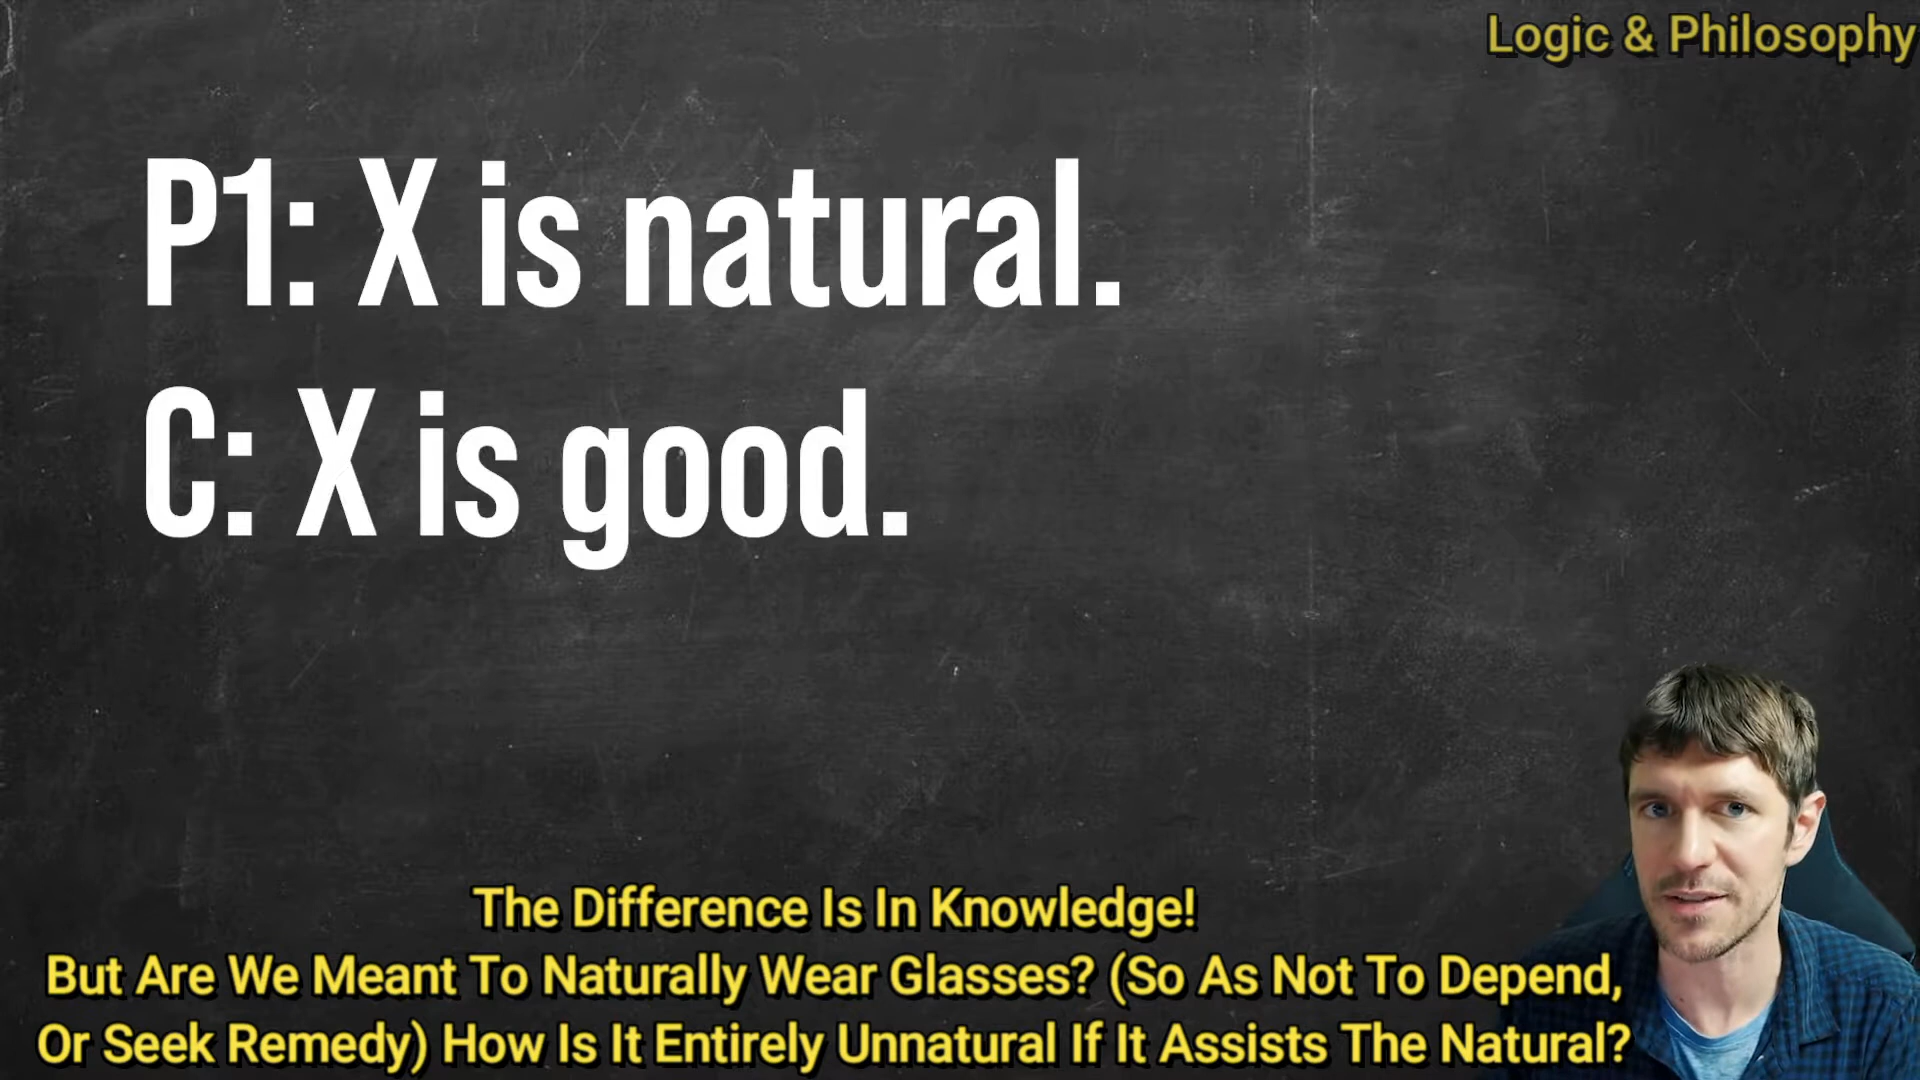 Logic & Philosophy
P1: X is natural.
C: X is good.
The Difference Is In Knowledge!
But Are We Meant To Naturally Wear Glasses? (So As Not To Depend,
Or Seek Remedy) How Is It Entirely Unnatural If It Assists The Natural?